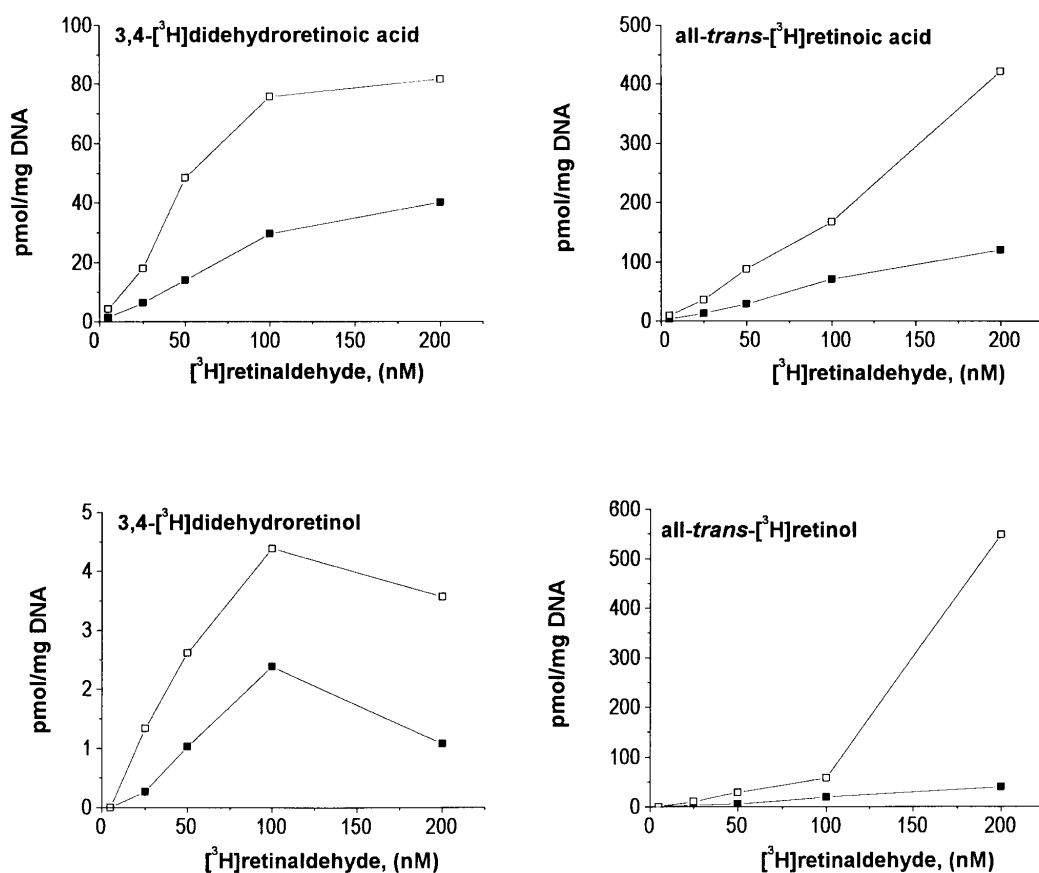 3,4-[³H]didehydroretinoic acid
pmol/mg DNA
100
80
60
40
20
0
0 50 100 150 200
[³H]retinaldehyde, (nM)
all-trans-[³H]retinoic acid
pmol/mg DNA
500
400
300
200
100
0
0 50 100 150 200
[³H]retinaldehyde, (nM)
3,4-[³H]didehydroretinol
pmol/mg DNA
5
4
3
2
1
0
0 50 100 150 200
[³H]retinaldehyde, (nM)
all-trans-[³H]retinol
pmol/mg DNA
600
500
400
300
200
100
0
0 50 100 150 200
[³H]retinaldehyde, (nM)